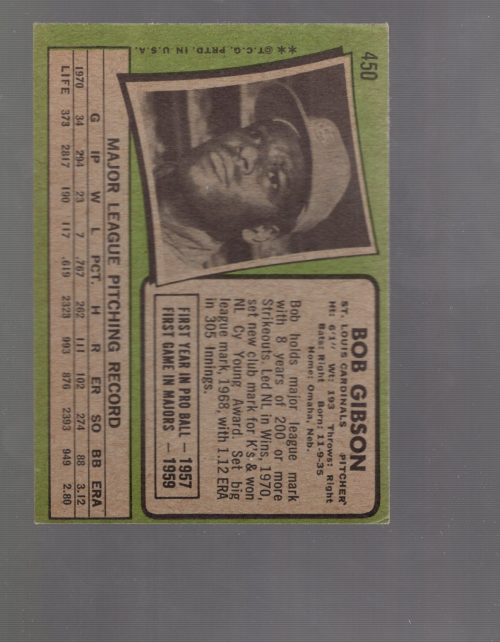 450
** ©T.C.G. PRTD. IN U.S.A.
BOB GIBSON
ST. LOUIS CARDINALS PITCHER
Ht: 6'1" Wt: 193 Throws: Right
Bats: Right Born: 11-9-35
Home: Omaha, Neb.
Bob holds major league mark
with 8 years of 200 or more
Strikeouts. Led NL in Wins, 1970,
set new club mark for K's & won
NL Cy Young Award. Set big
league mark, 1968, with 1.12 ERA
in 305 Innings.
FIRST YEAR IN PRO BALL — 1957
FIRST GAME IN MAJORS — 1959
MAJOR LEAGUE PITCHING RECORD
G IP W L PCT. H R ER SO BB ERA
1970 34 294 23 7 .767 262 111 102 274 88 3.12
LIFE 373 2817 190 117 .619 2323 993 876 2393 949 2.80